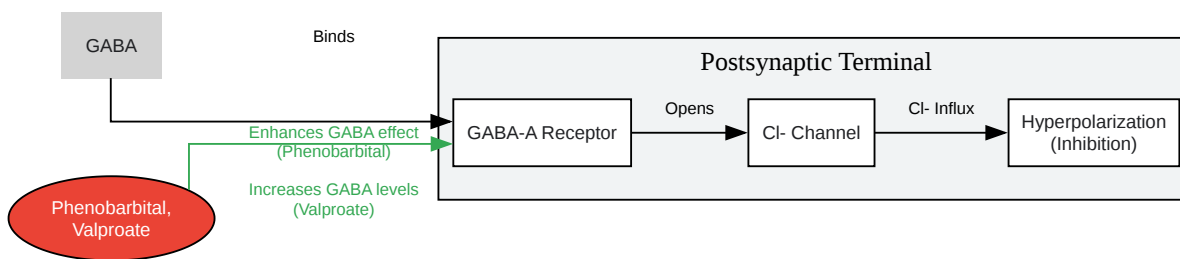 GABA
Binds
Postsynaptic Terminal
GABA-A Receptor
Opens
Cl- Channel
Cl- Influx
Hyperpolarization
(Inhibition)
Enhances GABA effect
(Phenobarbital)
Increases GABA levels
(Valproate)
Phenobarbital,
Valproate